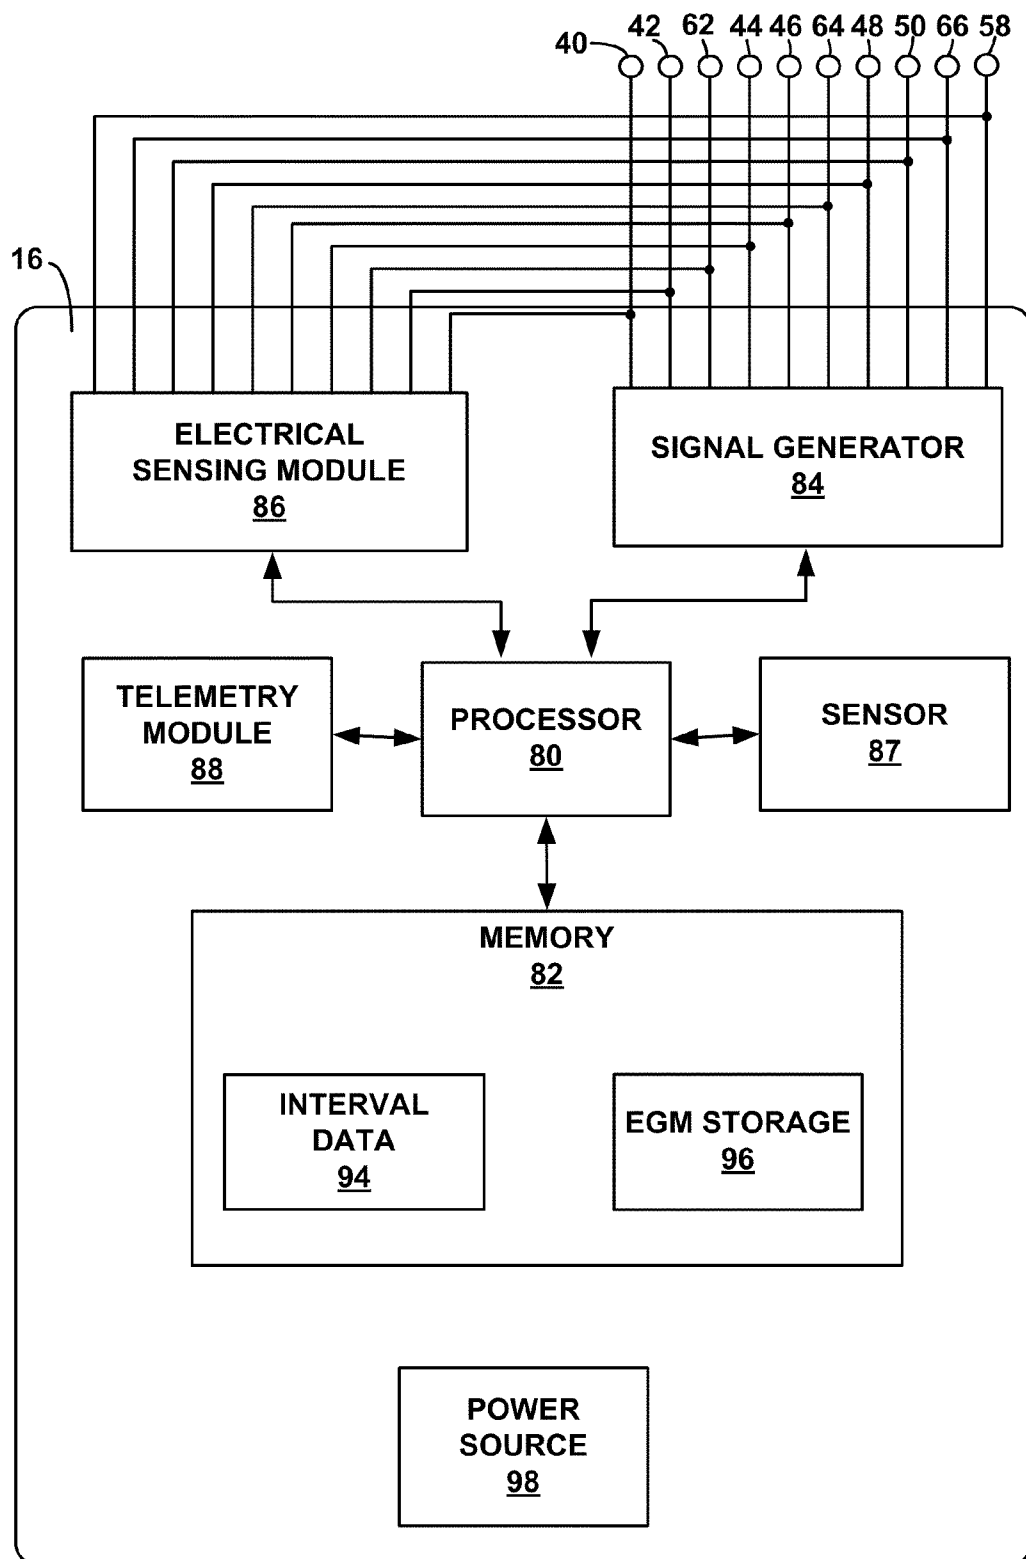 40 42 62 44 46 64 48 50 66 58
16
ELECTRICAL
SENSING MODULE
86
SIGNAL GENERATOR
84
TELEMETRY
MODULE
88
PROCESSOR
80
SENSOR
87
MEMORY
82
INTERVAL
DATA
94
EGM STORAGE
96
POWER
SOURCE
98